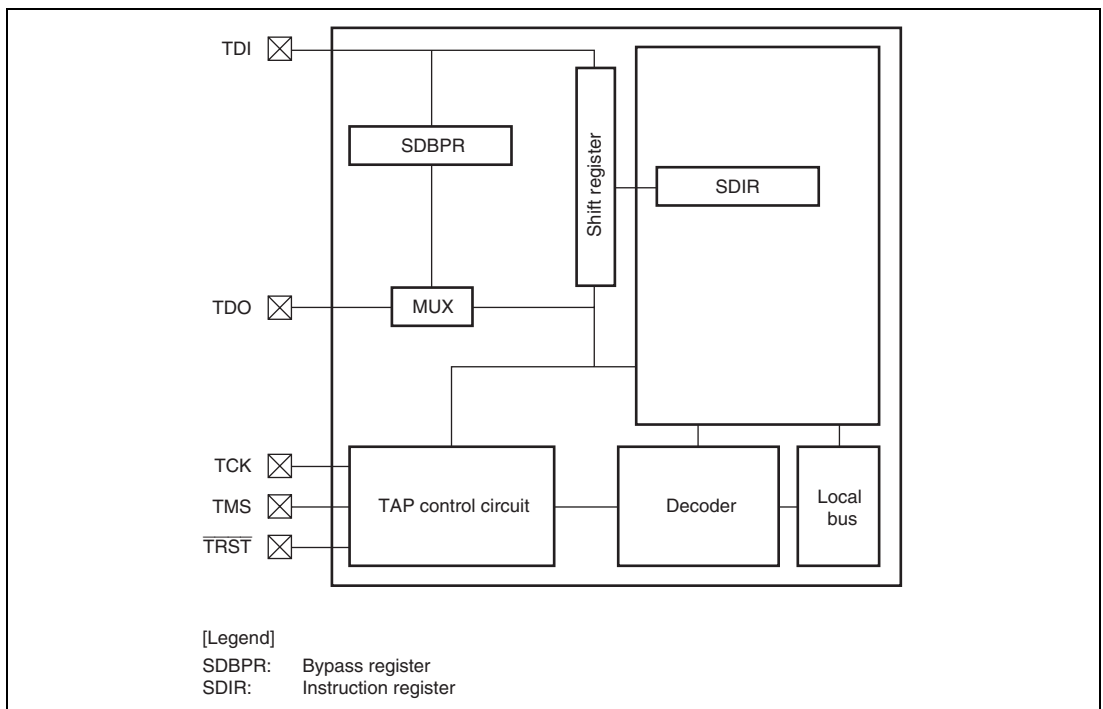 TDI
SDBPR
Shift register
SDIR
TDO
MUX
TCK
TMS
TRST
TAP control circuit
Decoder
Local
bus
[Legend]
SDBPR: Bypass register
SDIR: Instruction register